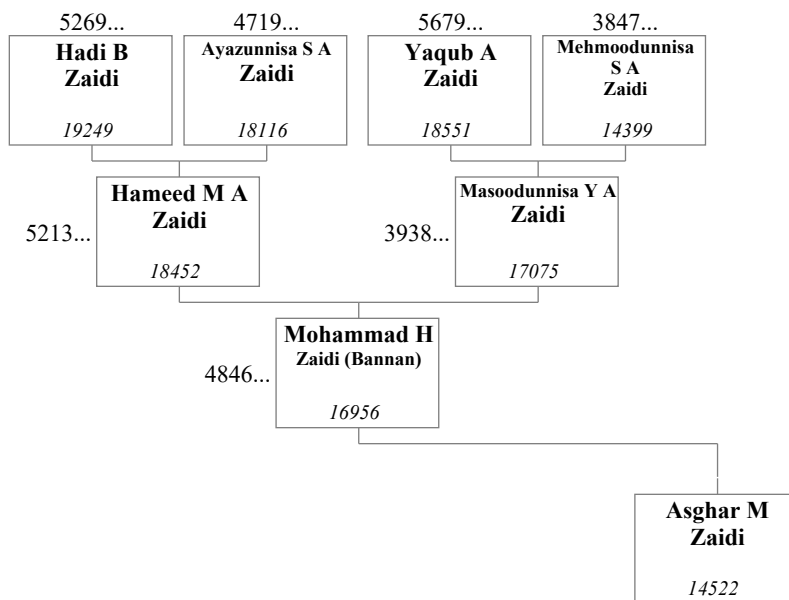 5269...
4719...
5679...
3847...
Hadi B
Zaidi
19249
Ayazunnisa S A
Zaidi
18116
Yaqub A
Zaidi
18551
Mehmoodunnisa
S A
Zaidi
14399
5213...
Hameed M A
Zaidi
18452
3938...
Masoodunnisa Y A
Zaidi
17075
4846...
Mohammad H
Zaidi (Bannan)
16956
Asghar M
Zaidi
14522